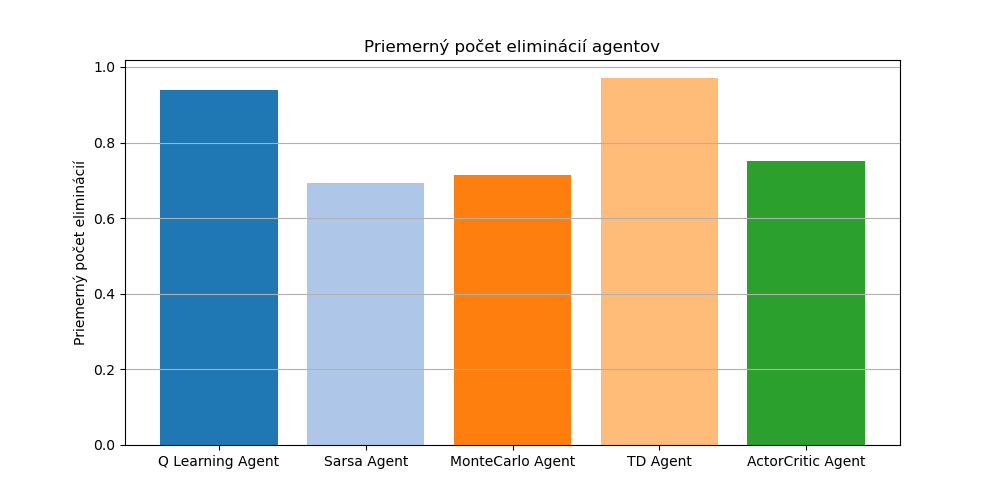 Priemerný počet eliminácií agentov
Priemerný počet eliminácií
1.0
0.8
0.6
0.4
0.2
0.0
Q Learning Agent
Sarsa Agent
MonteCarlo Agent
TD Agent
ActorCritic Agent